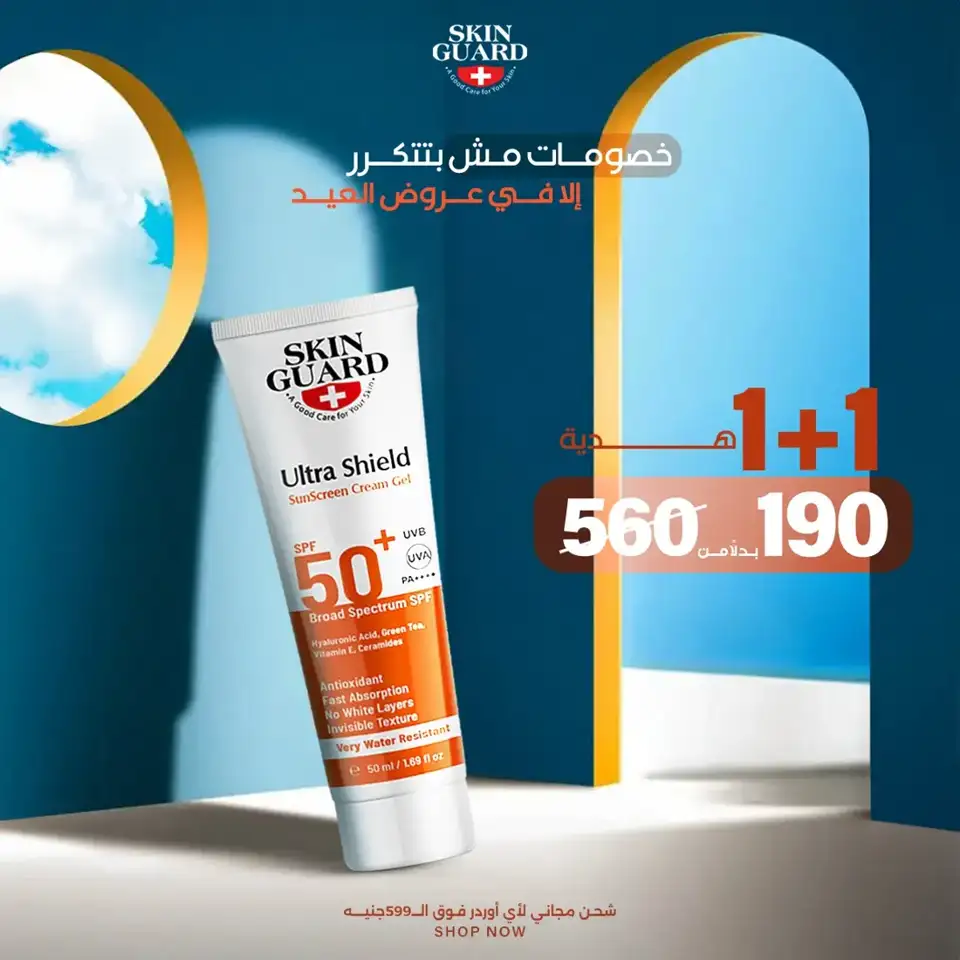 SKIN
GUARD
A Good Care for Your Skin
خصومات مش بتتكرر
إلا في عروض العيد
SKIN
GUARD
A Good Care for Your Skin
Ultra Shield
SunScreen Cream Gel
SPF
50+
UVB
UVA
PA++++
Broad Spectrum SPF
Hyaluronic Acid, Green Tea,
Vitamin E, Ceramides
Antioxidant
Fast Absorption
No White Layers
Invisible Texture
Very Water Resistant
e 50 ml / 1.69 fl oz
1+1 هدية
190 بدلًا من 560
شحن مجاني لأي أوردر فوق الـ599جنيه
SHOP NOW